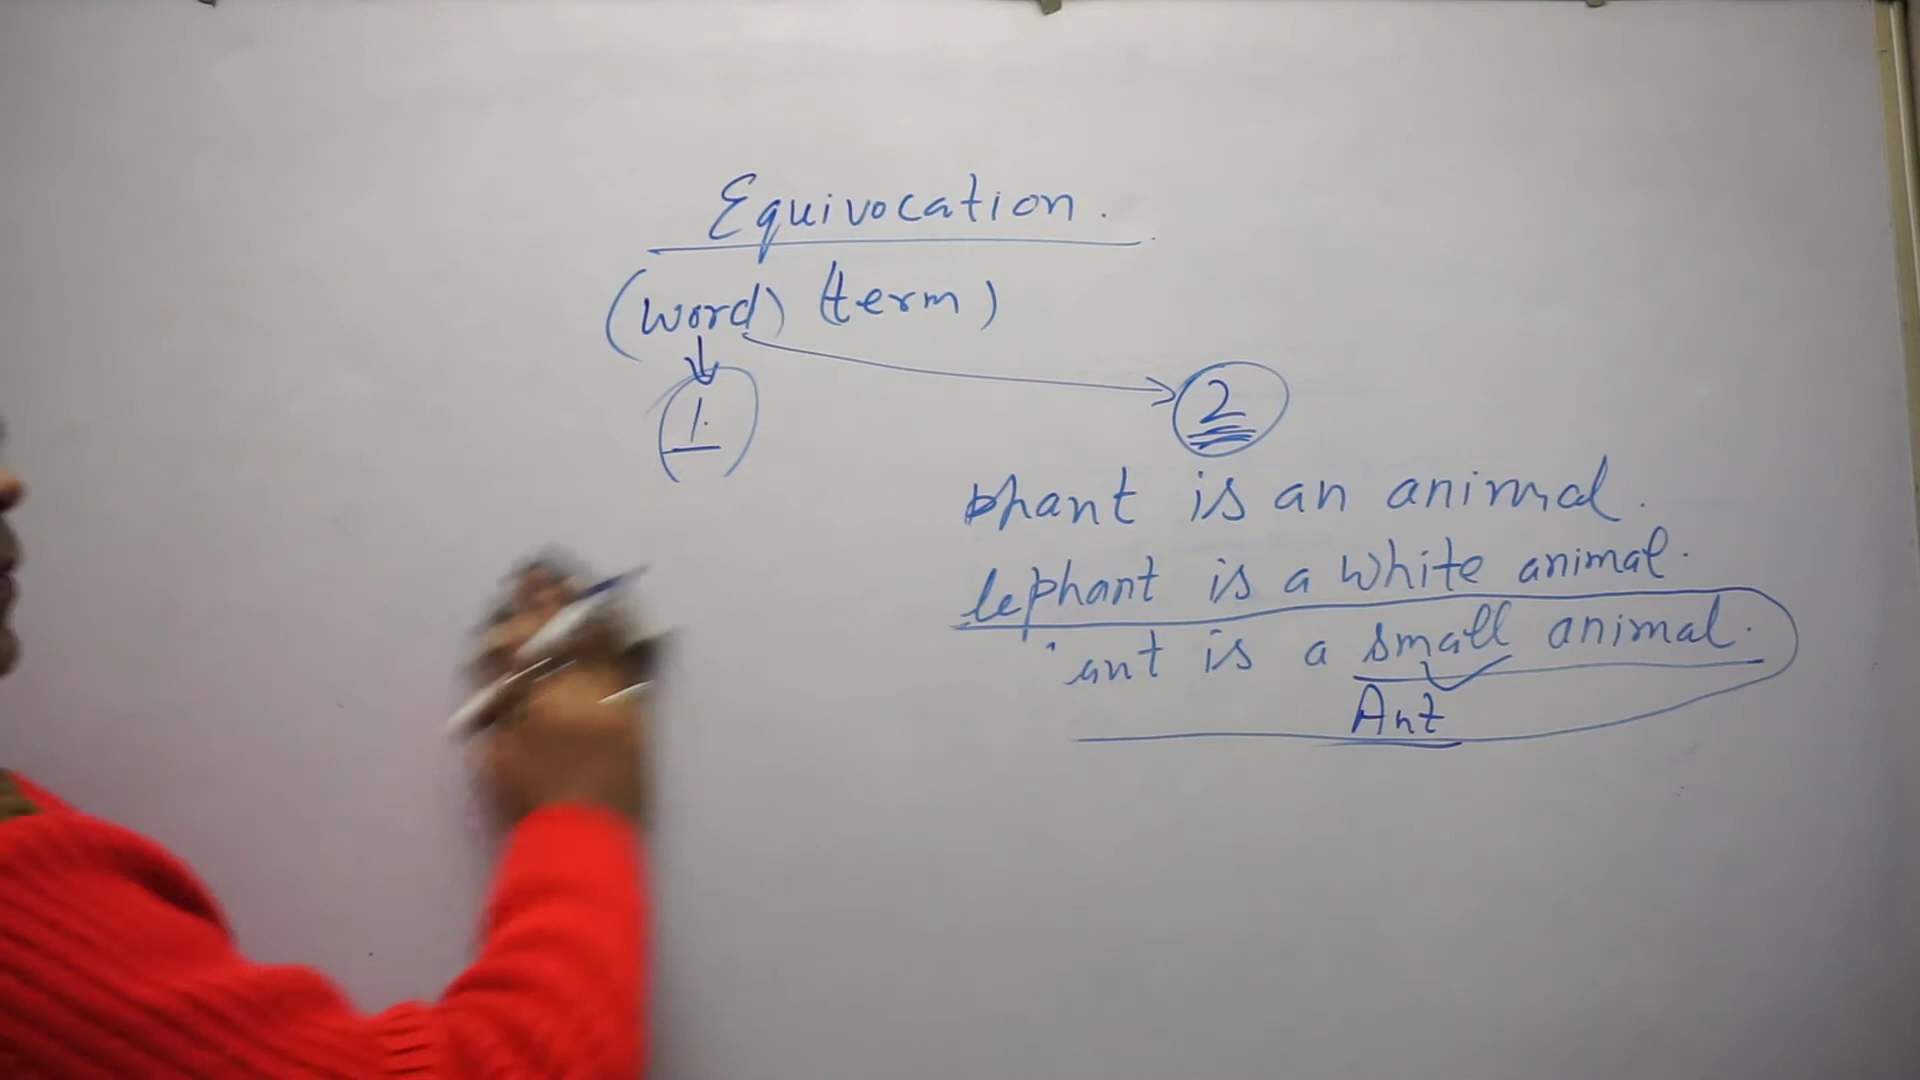 Equivocation.
(word) (term)
1. 2
phant is an animal.
lephant is a white animal.
ant is a small animal.
Ant